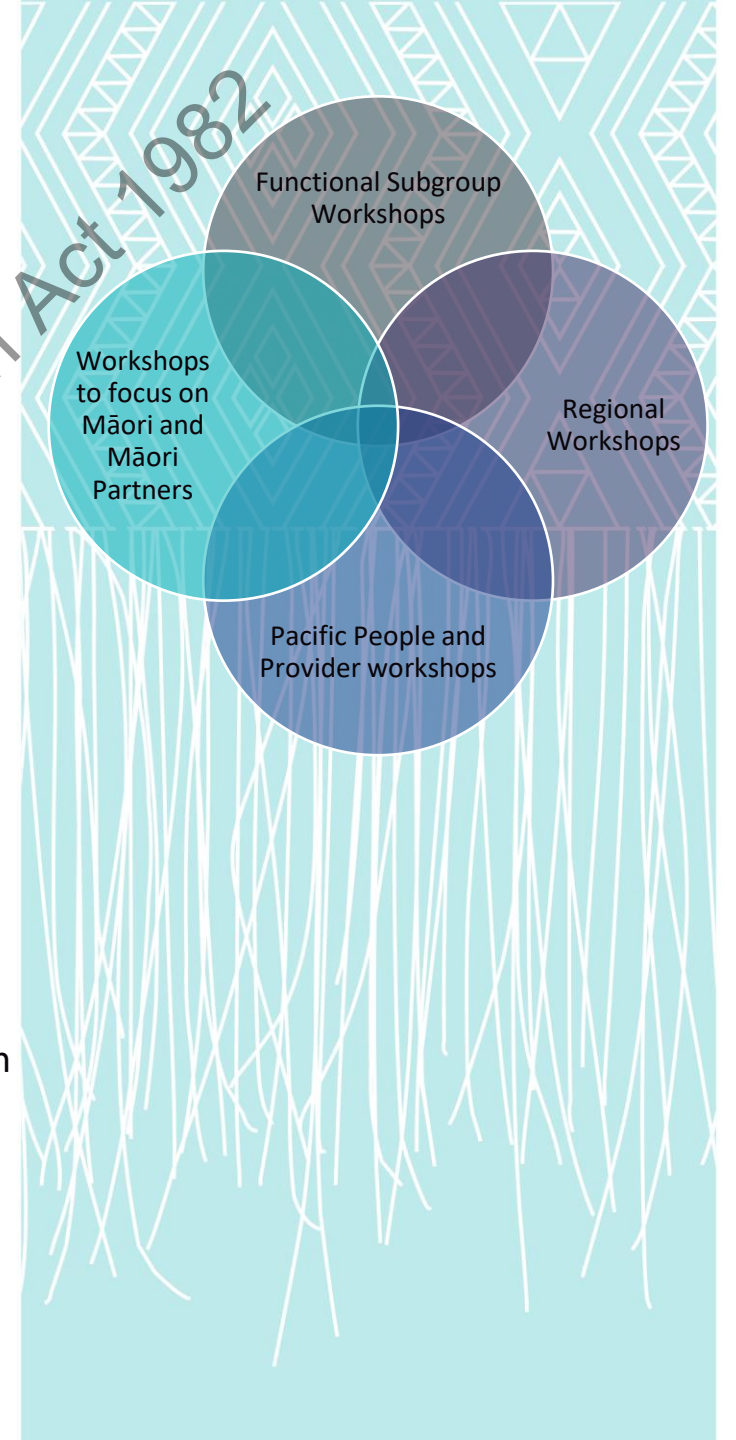 Act 1982
Functional Subgroup
Workshops
Workshops
to focus on
Māori and
Māori
Partners
Regional
Workshops
Pacific People and
Provider workshops